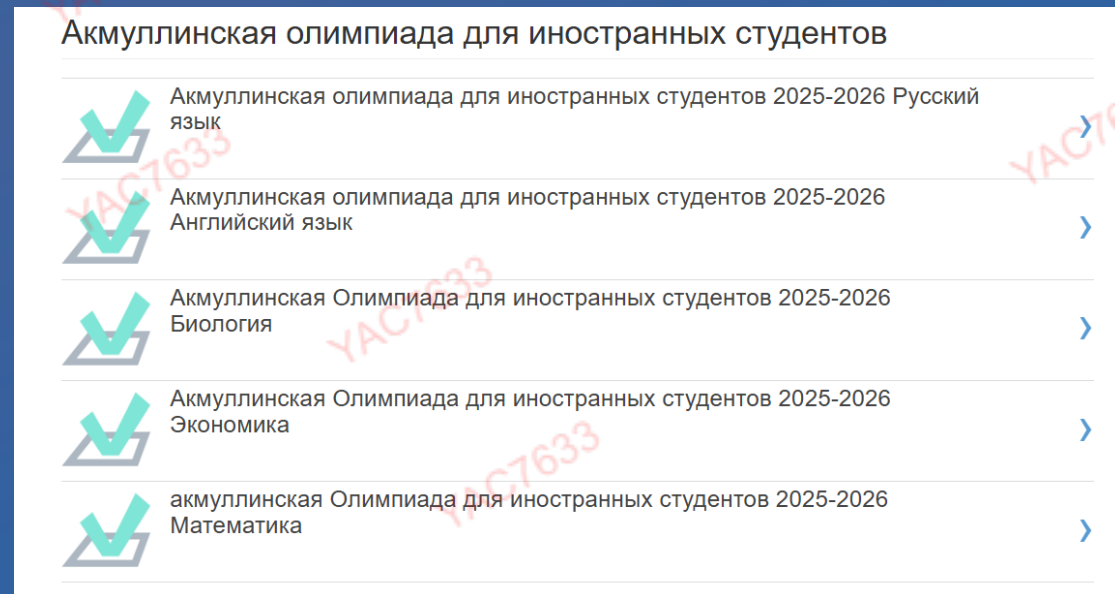 Акмуллинская олимпиада для иностранных студентов
Акмуллинская олимпиада для иностранных студентов 2025-2026 Русский
язык
Акмуллинская олимпиада для иностранных студентов 2025-2026
Английский язык
Акмуллинская Олимпиада для иностранных студентов 2025-2026
Биология
Акмуллинская Олимпиада для иностранных студентов 2025-2026
Экономика
акмуллинская Олимпиада для иностранных студентов 2025-2026
Математика
YAC7633
YAC7633
YAC7633